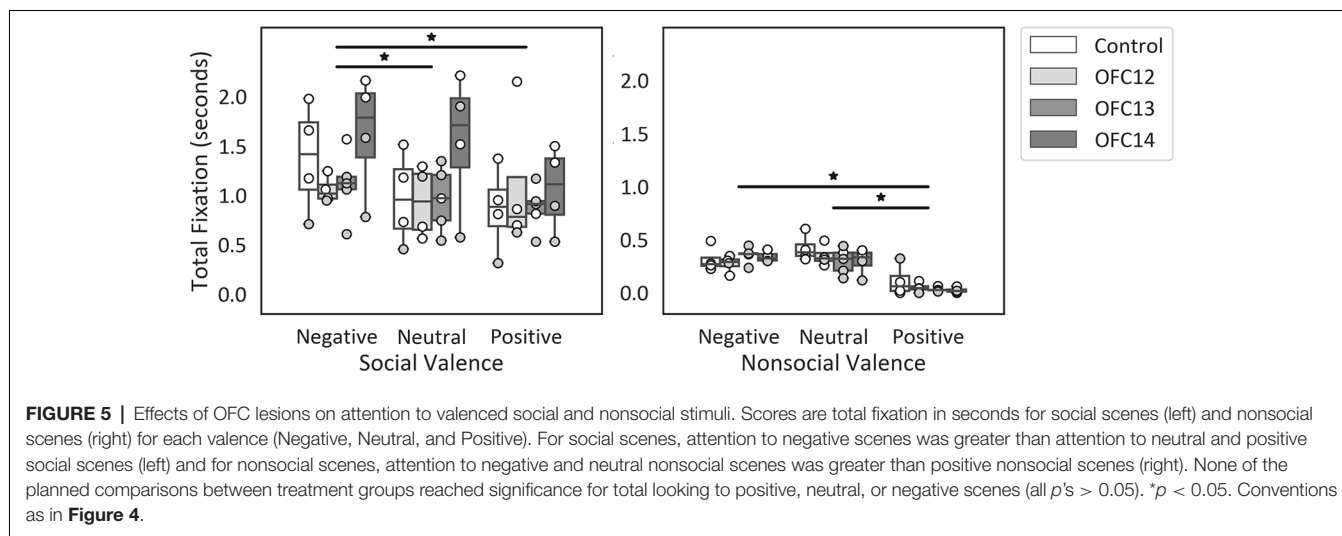 Total Fixation (seconds)
2.0
1.5
1.0
0.5
0.0
★
★
Negative Neutral Positive
Social Valence
2.0
1.5
1.0
0.5
0.0
★
★
Negative Neutral Positive
Nonsocial Valence
Control
OFC12
OFC13
OFC14
FIGURE 5 | Effects of OFC lesions on attention to valenced social and nonsocial stimuli. Scores are total fixation in seconds for social scenes (left) and nonsocial
scenes (right) for each valence (Negative, Neutral, and Positive). For social scenes, attention to negative scenes was greater than attention to neutral and positive
social scenes (left) and for nonsocial scenes, attention to negative and neutral nonsocial scenes was greater than positive nonsocial scenes (right). None of the
planned comparisons between treatment groups reached significance for total looking to positive, neutral, or negative scenes (all p's > 0.05). *p < 0.05. Conventions
as in Figure 4.